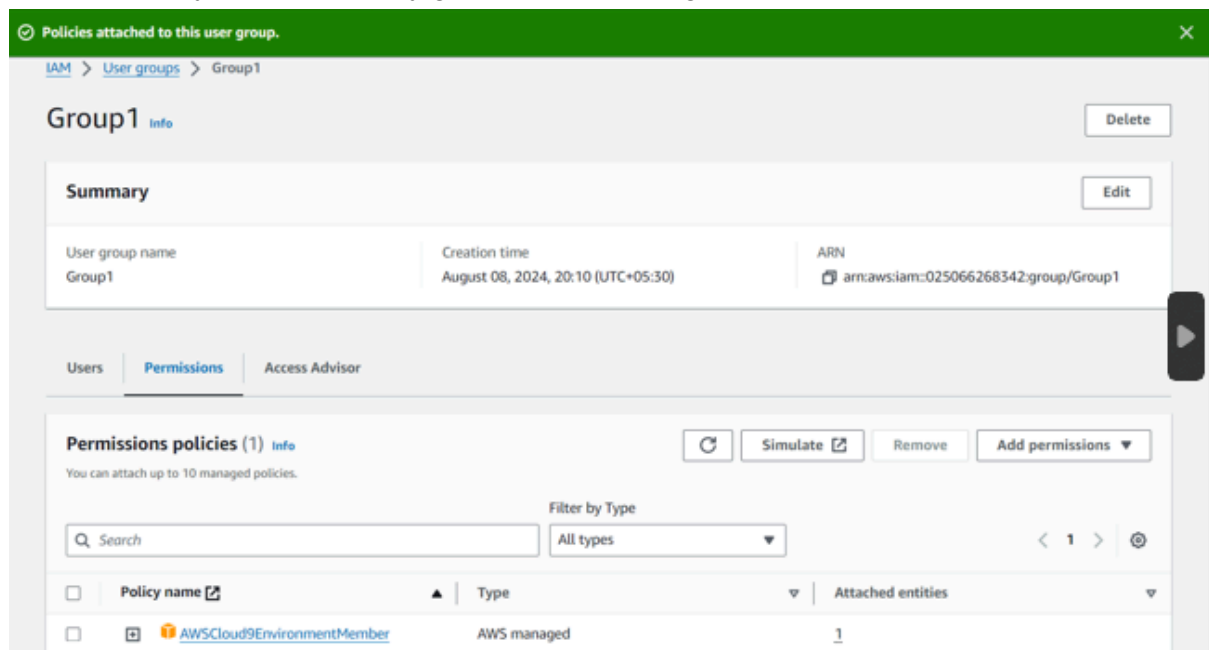 Policies attached to this user group.
IAM > User groups > Group1
Group1 Info
Delete
Summary
Edit
User group name
Group1
Creation time
August 08, 2024, 20:10 (UTC+05:30)
ARN
arn:aws:iam::025066268342:group/Group1
Users
Permissions
Access Advisor
Permissions policies (1) Info
You can attach up to 10 managed policies.
Simulate
Remove
Add permissions
Filter by Type
Search
All types
< 1 >
Policy name
Type
Attached entities
AWSCloud9EnvironmentMember
AWS managed
1